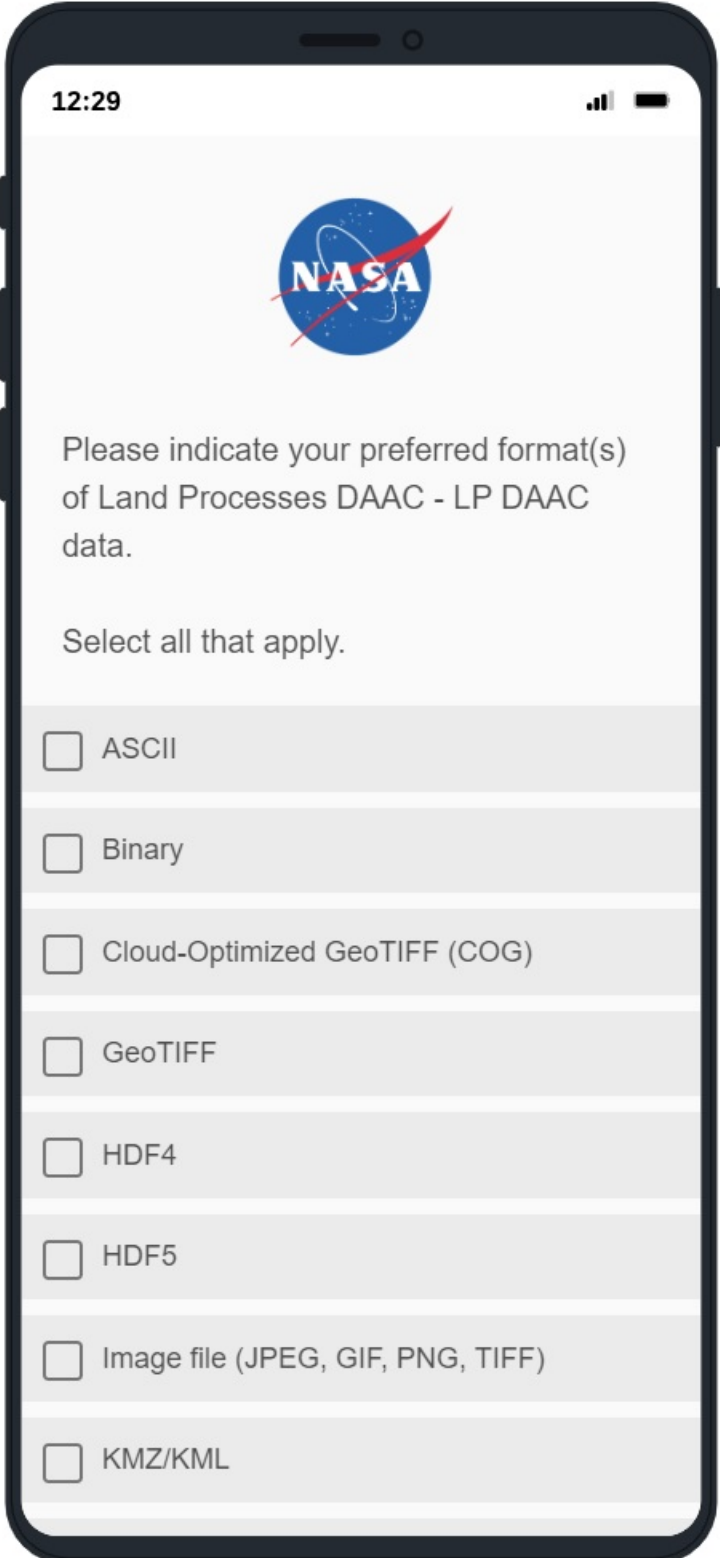 12:29
NASA
Please indicate your preferred format(s)
of Land Processes DAAC - LP DAAC
data.
Select all that apply.
ASCII
Binary
Cloud-Optimized GeoTIFF (COG)
GeoTIFF
HDF4
HDF5
Image file (JPEG, GIF, PNG, TIFF)
KMZ/KML